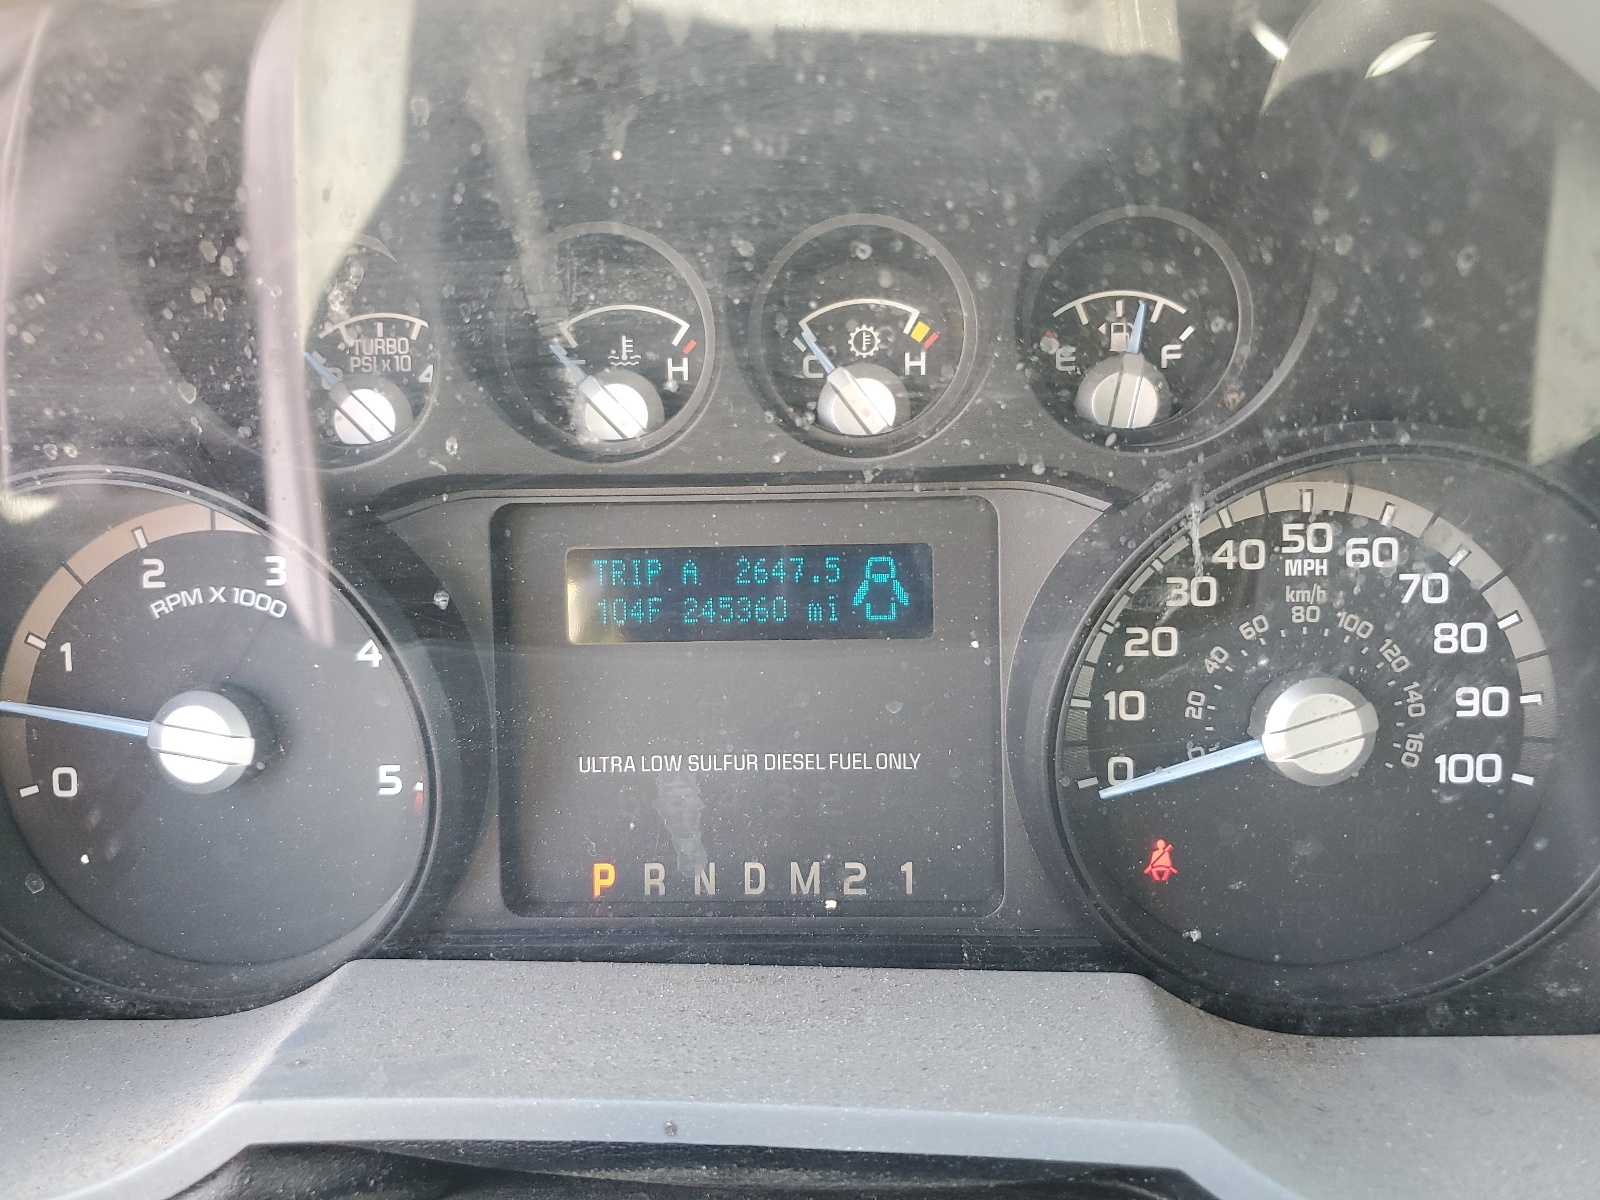 TURBO
PSI x 10
4
H
C
H
E
F
0
1
2
3
4
5
RPM X 1000
TRIP A 2647.5
104F 245360 mi
ULTRA LOW SULFUR DIESEL FUEL ONLY
P R N D M 2 1
0
10
20
30
40
50
60
70
80
90
100
MPH
km/h
0
20
40
60
80
100
120
140
160